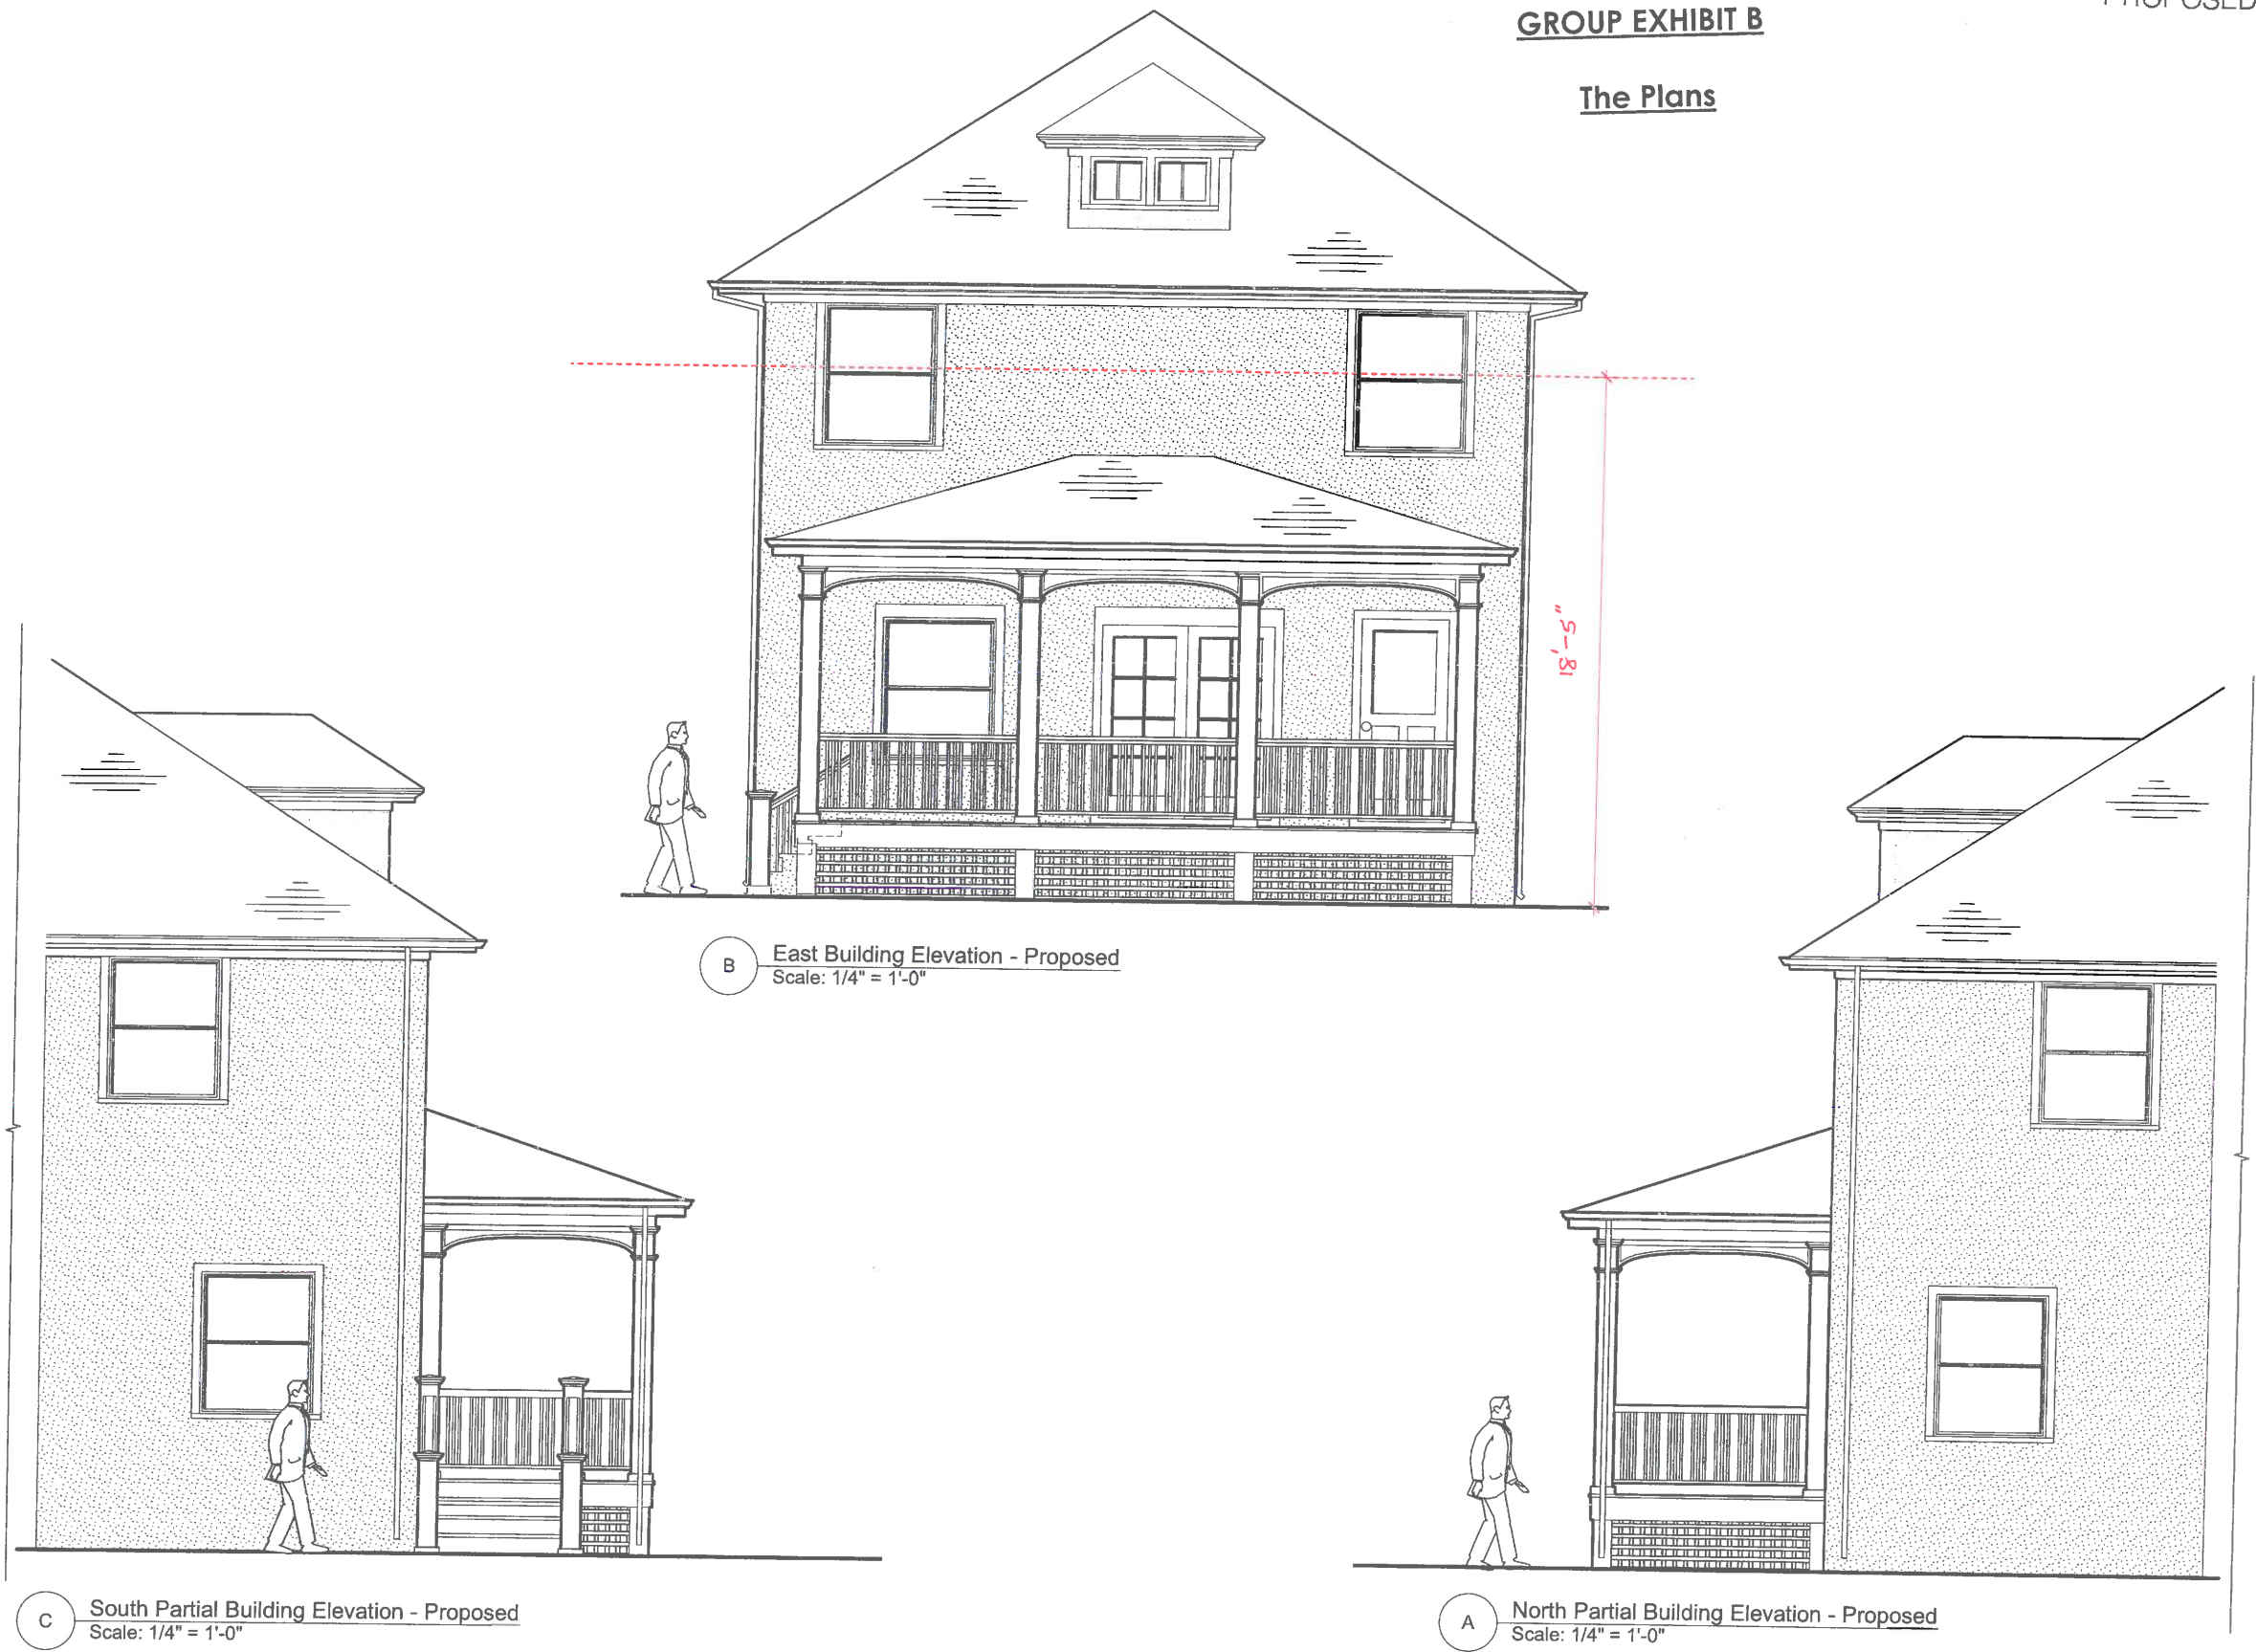 PROPOSED
GROUP EXHIBIT B
The Plans
18'-5"
B
East Building Elevation - Proposed
Scale: 1/4" = 1'-0"
C
South Partial Building Elevation - Proposed
Scale: 1/4" = 1'-0"
A
North Partial Building Elevation - Proposed
Scale: 1/4" = 1'-0"